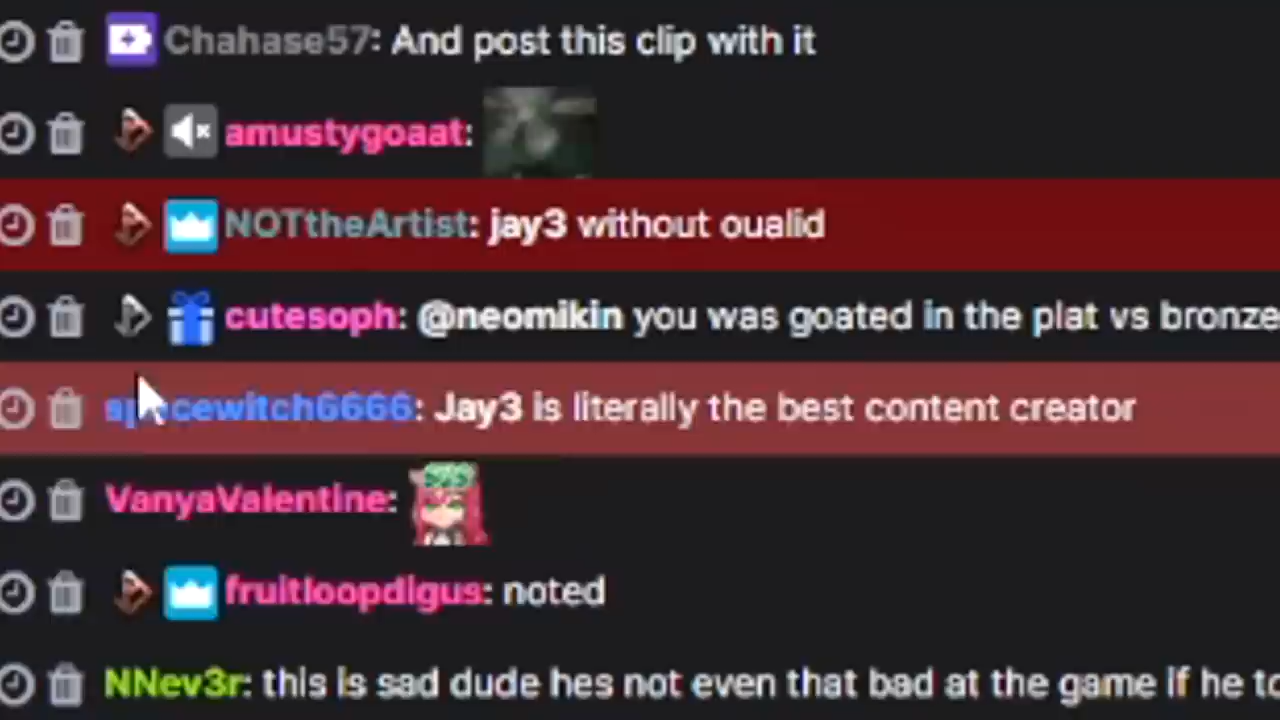 Chahase57: And post this clip with it
amustygoaat:
NOTtheArtist: jay3 without oualid
cutesoph: @neomikin you was goated in the plat vs bronze
spacewitch6666: Jay3 is literally the best content creator
VanyaValentine:
fruitloopdigus: noted
NNev3r: this is sad dude hes not even that bad at the game if he to